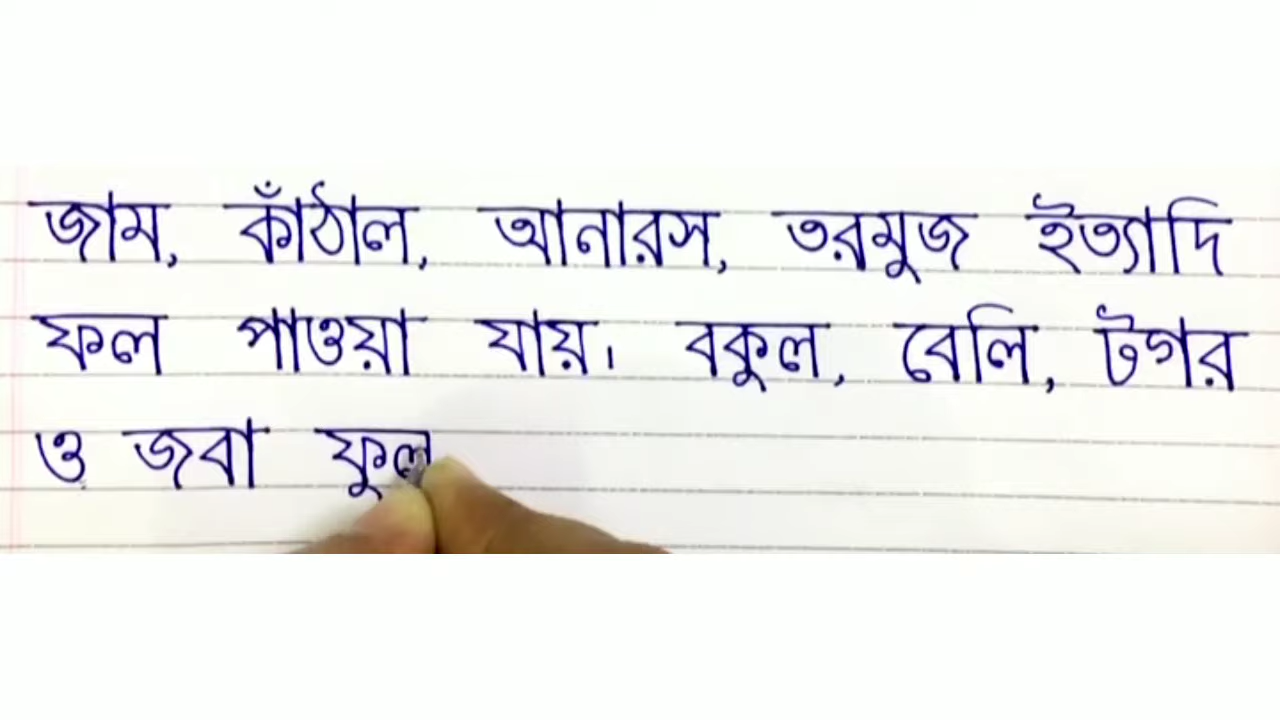 জাম, কাঁঠাল, আনারস, তরমুজ ইত্যাদি
ফল পাওয়া যায়। বকুল, বেলি, টগর
ও জবা ফুল